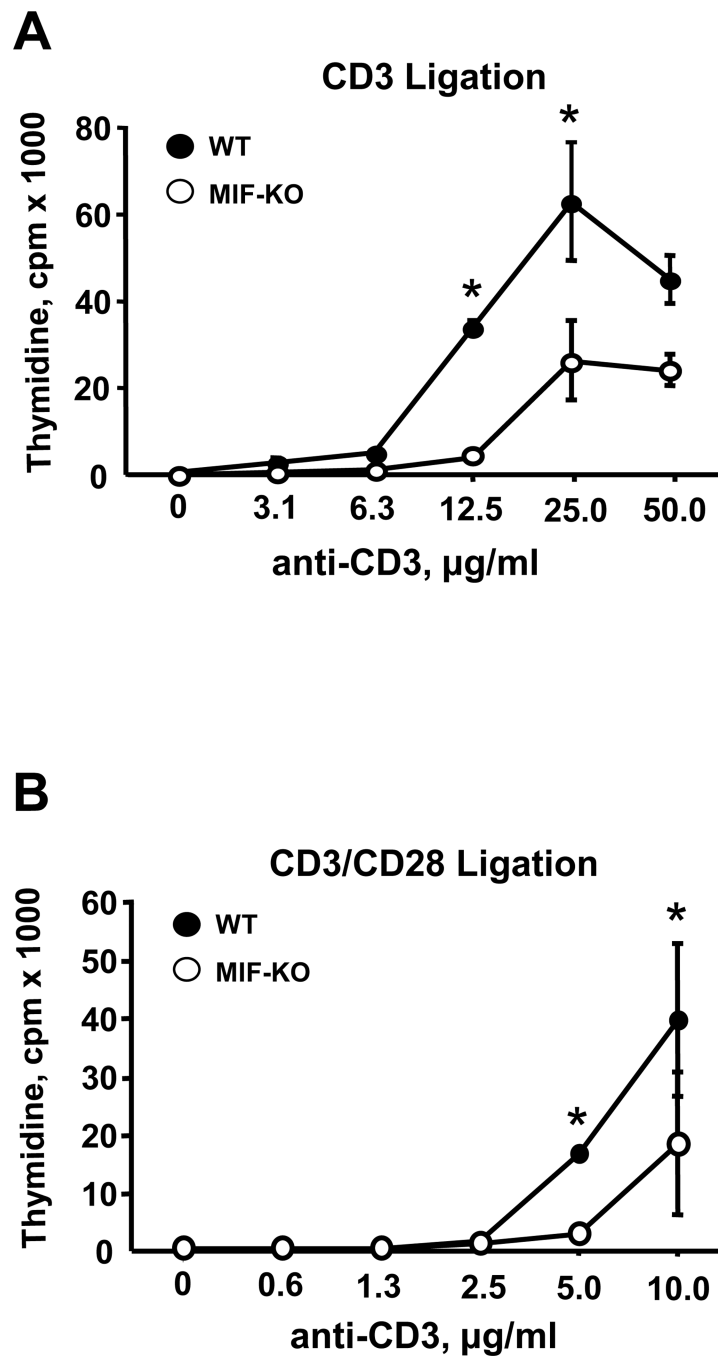 A
CD3 Ligation
*
80
WT
MIF-KO
60
*
40
20
0
Thymidine, cpm x 1000
0 3.1 6.3 12.5 25.0 50.0
anti-CD3, µg/ml
B
CD3/CD28 Ligation
60
WT
*
MIF-KO
50
40
30
*
20
10
0
Thymidine, cpm x 1000
0 0.6 1.3 2.5 5.0 10.0
anti-CD3, µg/ml